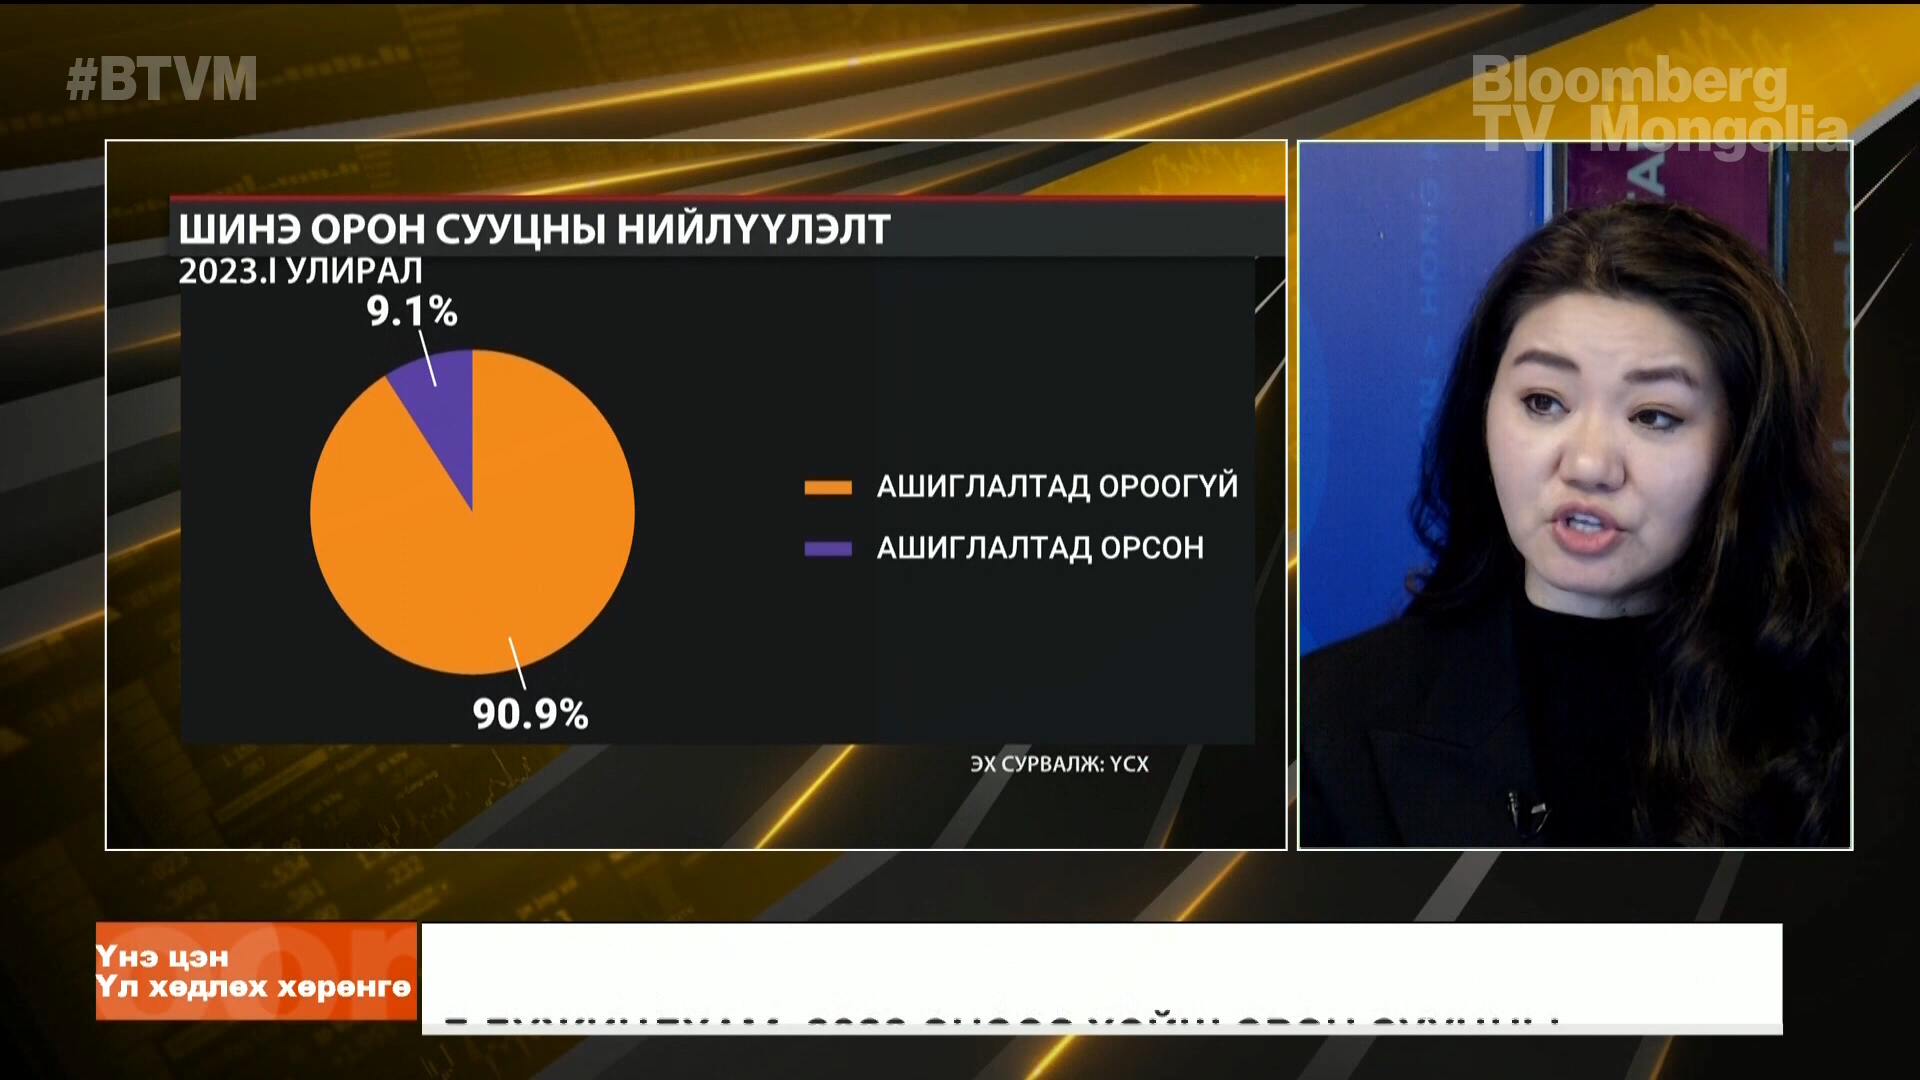 #BTVM
Bloomberg
TV Mongolia
ШИНЭ ОРОН СУУЦНЫ НИЙЛҮҮЛЭЛТ
2023.I УЛИРАЛ
9.1%
АШИГЛАЛТАД ОРООГҮЙ
АШИГЛАЛТАД ОРСОН
90.9%
ЭХ СУРВАЛЖ: ҮСХ
Үнэ цэн
Үл хөдлөх хөрөнгө